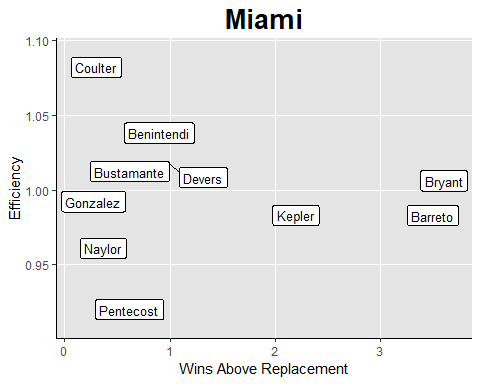 Miami
1.10
Coulter
1.05
Benintendi
Bustamante
Devers
Bryant
1.00
Gonzalez
Kepler
Barreto
Naylor
0.95
Pentecost
Efficiency
0
1
2
3
Wins Above Replacement